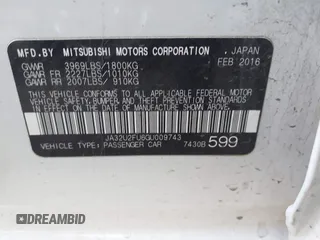 MFD.BY MITSUBISHI MOTORS CORPORATION, JAPAN
GVWR 3969LBS/1800KG FEB 2016
GAWR FR 2227LBS/1010KG
GAWR RR 2007LBS/ 910KG
THIS VEHICLE CONFORMS TO ALL APPLICABLE
FEDERAL MOTOR VEHICLE SAFETY, BUMPER, AND
THEFT PREVENTION STANDARDS IN EFFECT ON
THE DATE OF MANUFACTURE SHOWN ABOVE.
JA32U2FU6GU009743
VEHICLE TYPE:PASSENGER CAR 7430B 599
DREAMBID